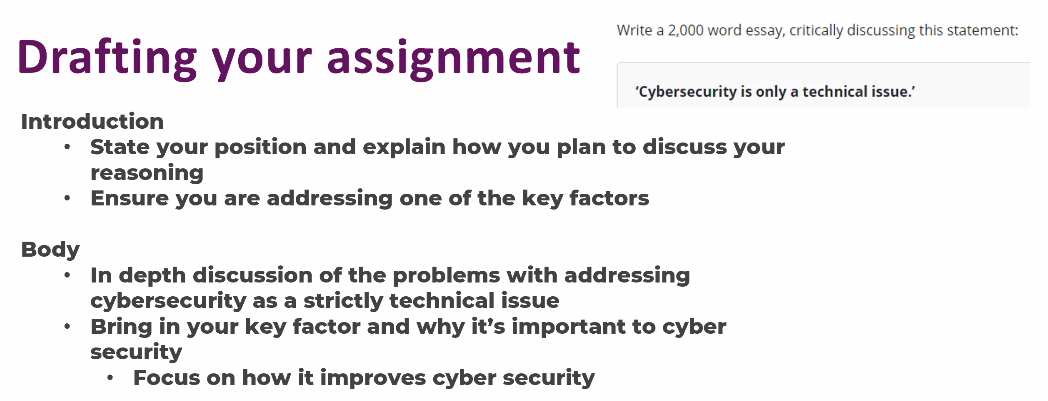 Drafting your assignment
Write a 2,000 word essay, critically discussing this statement:
‘Cybersecurity is only a technical issue.’
Introduction
• State your position and explain how you plan to discuss your
reasoning
• Ensure you are addressing one of the key factors
Body
• In depth discussion of the problems with addressing
cybersecurity as a strictly technical issue
• Bring in your key factor and why it’s important to cyber
security
• Focus on how it improves cyber security